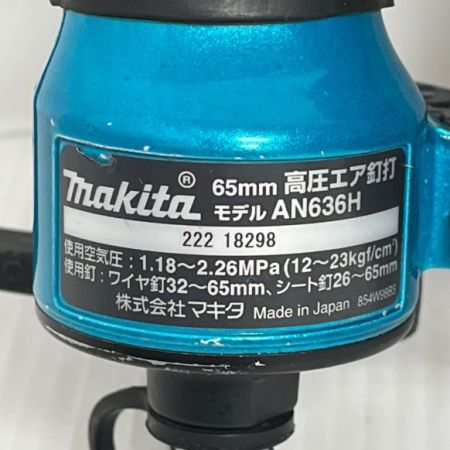 makita® 65mm 高圧エア釘打
モデル AN636H
222 18298
使用空気圧：1.18～2.26MPa(12～23kgf/cm²)
使用釘：ワイヤ釘32～65mm、シート釘26～65mm
株式会社マキタ Made in Japan 854W98B5